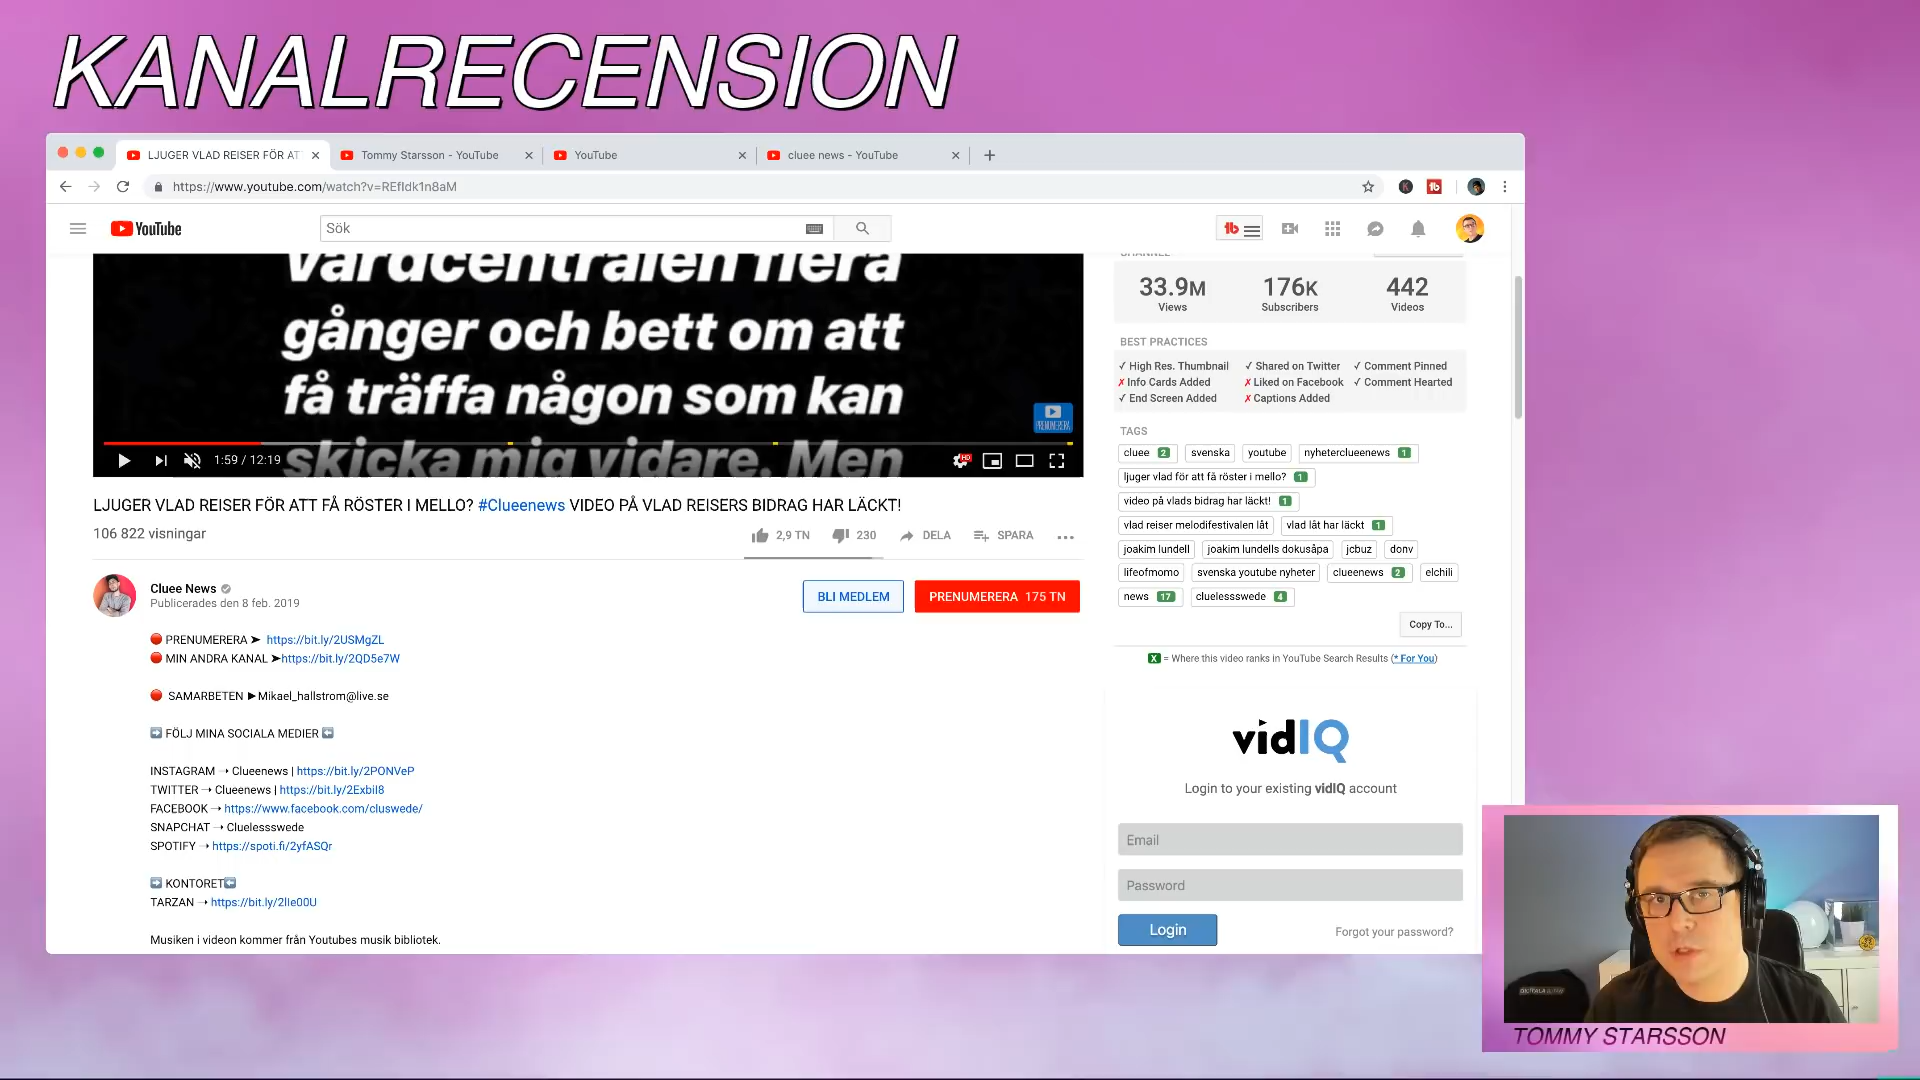 KANALRECENSION
LJUGER VLAD REISER FÖR AT
Tommy Starsson - YouTube
YouTube
cluee news - YouTube
https://www.youtube.com/watch?v=REfIdk1n8aM
YouTube
Sök
vårdcentralen flera
gånger och bett om att
få träffa någon som kan
skicka mig vidare. Men
PRENUMERERA
1:59 / 12:19
HD
LJUGER VLAD REISER FÖR ATT FÅ RÖSTER I MELLO? #Clueenews VIDEO PÅ VLAD REISERS BIDRAG HAR LÄCKT!
106 822 visningar
2,9 TN
230
DELA
SPARA
Cluee News
Publicerades den 8 feb. 2019
BLI MEDLEM
PRENUMERERA 175 TN
🔴 PRENUMERERA ➤ https://bit.ly/2USMgZL
🔴 MIN ANDRA KANAL ➤https://bit.ly/2QD5e7W
🔴 SAMARBETEN ►Mikael_hallstrom@live.se
➡️ FÖLJ MINA SOCIALA MEDIER ⬅️
INSTAGRAM → Clueenews | https://bit.ly/2PONVeP
TWITTER → Clueenews | https://bit.ly/2ExbiI8
FACEBOOK → https://www.facebook.com/cluswede/
SNAPCHAT → Cluelessswede
SPOTIFY → https://spoti.fi/2yfASQr
➡️ KONTORET⬅️
TARZAN → https://bit.ly/2lIe00U
Musiken i videon kommer från Youtubes musik bibliotek.
CHANNEL
33.9M 176K 442
Views Subscribers Videos
BEST PRACTICES
✓ High Res. Thumbnail ✓ Shared on Twitter ✓ Comment Pinned
✗ Info Cards Added ✗ Liked on Facebook ✓ Comment Hearted
✓ End Screen Added ✗ Captions Added
TAGS
cluee 2 svenska youtube nyheterclueenews 1
ljuger vlad för att få röster i mello? 1
video på vlads bidrag har läckt! 1
vlad reiser melodifestivalen låt vlad låt har läckt 1
joakim lundell joakim lundells dokusåpa jcbuz donv
lifeofmomo svenska youtube nyheter clueenews 2 elchili
news 17 cluelessswede 4
Copy To...
X = Where this video ranks in YouTube Search Results (* For You)
vidIQ
Login to your existing vidIQ account
Email
Password
Login
Forgot your password?
TOMMY STARSSON